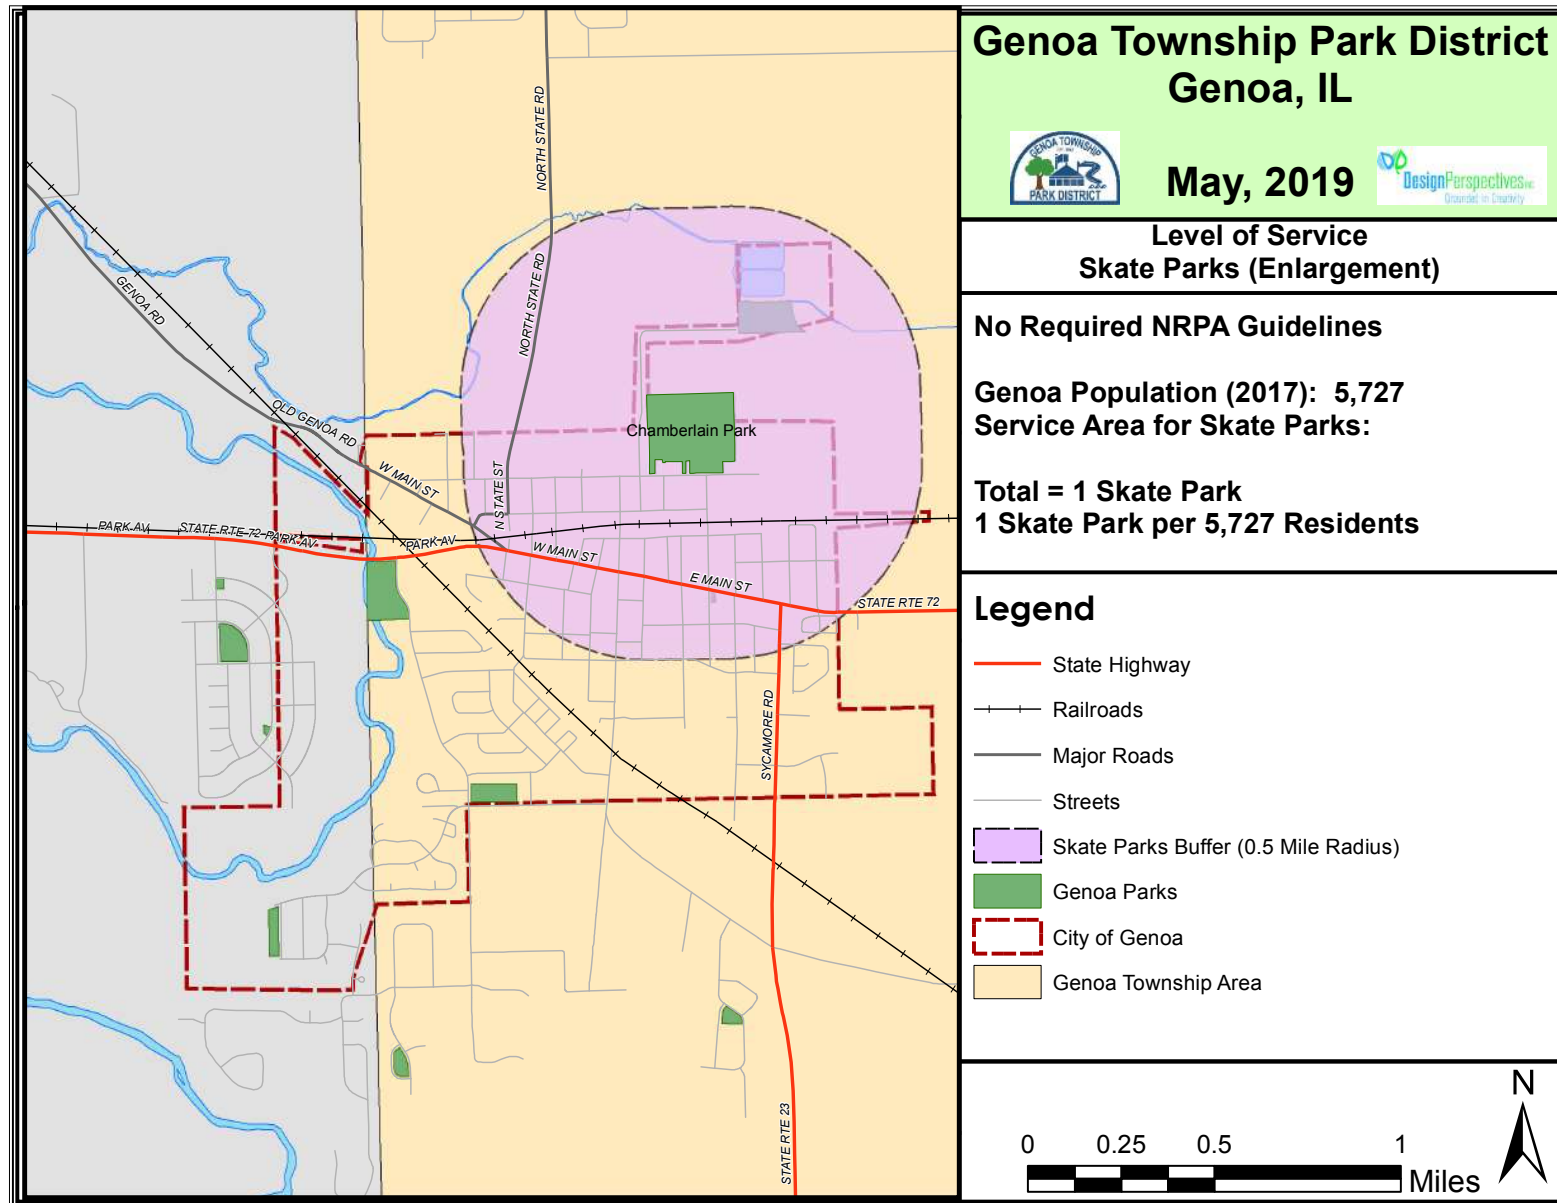 Genoa Township Park District
Genoa, IL
GENOA TOWNSHIP
PARK DISTRICT
May, 2019
DesignPerspectives
Grounded in Creativity
Level of Service
Skate Parks (Enlargement)
No Required NRPA Guidelines
Genoa Population (2017): 5,727
Service Area for Skate Parks:
Total = 1 Skate Park
1 Skate Park per 5,727 Residents
Legend
State Highway
Railroads
Major Roads
Streets
Skate Parks Buffer (0.5 Mile Radius)
Genoa Parks
City of Genoa
Genoa Township Area
N
0 0.25 0.5 1
Miles
NORTH STATE RD
NORTH STATE RD
GENOA RD
OLD GENOA RD
W MAIN ST
N STATE ST
Chamberlain Park
PARK AV
STATE RTE 72-PARK AV
PARK AV
W MAIN ST
E MAIN ST
STATE RTE 72
SYCAMORE RD
STATE RTE 23